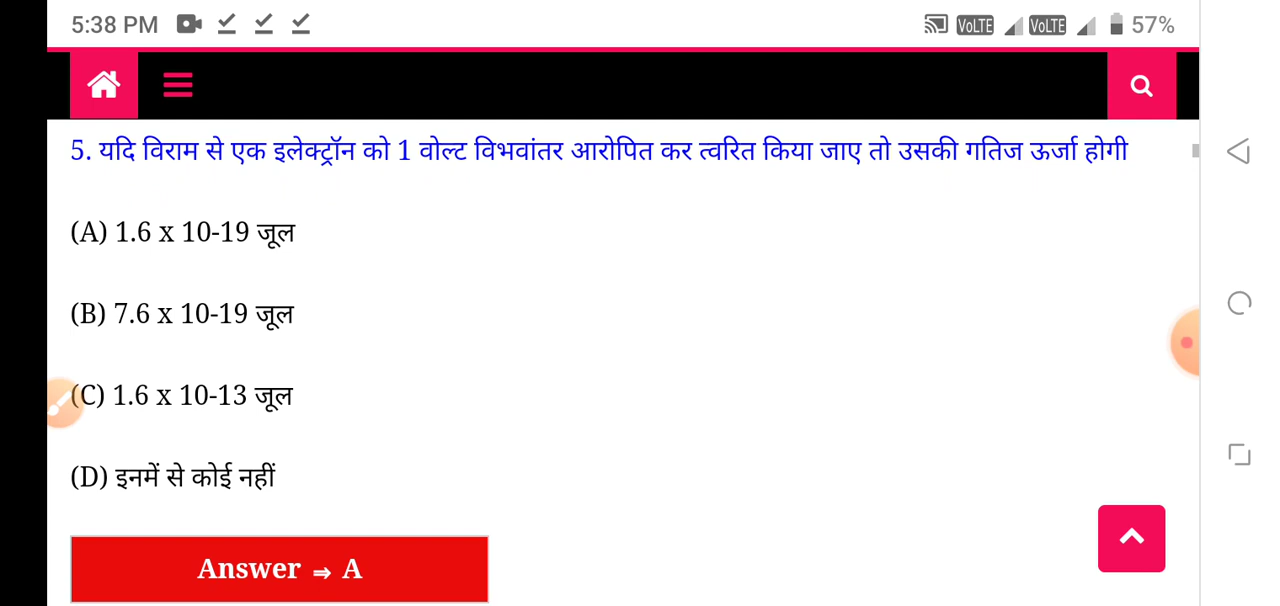 5:38 PM VoLTE VoLTE 57%
5. यदि विराम से एक इलेक्ट्रॉन को 1 वोल्ट विभवांतर आरोपित कर त्वरित किया जाए तो उसकी गतिज ऊर्जा होगी
(A) 1.6 x 10-19 जूल
(B) 7.6 x 10-19 जूल
(C) 1.6 x 10-13 जूल
(D) इनमें से कोई नहीं
Answer ⇒ A